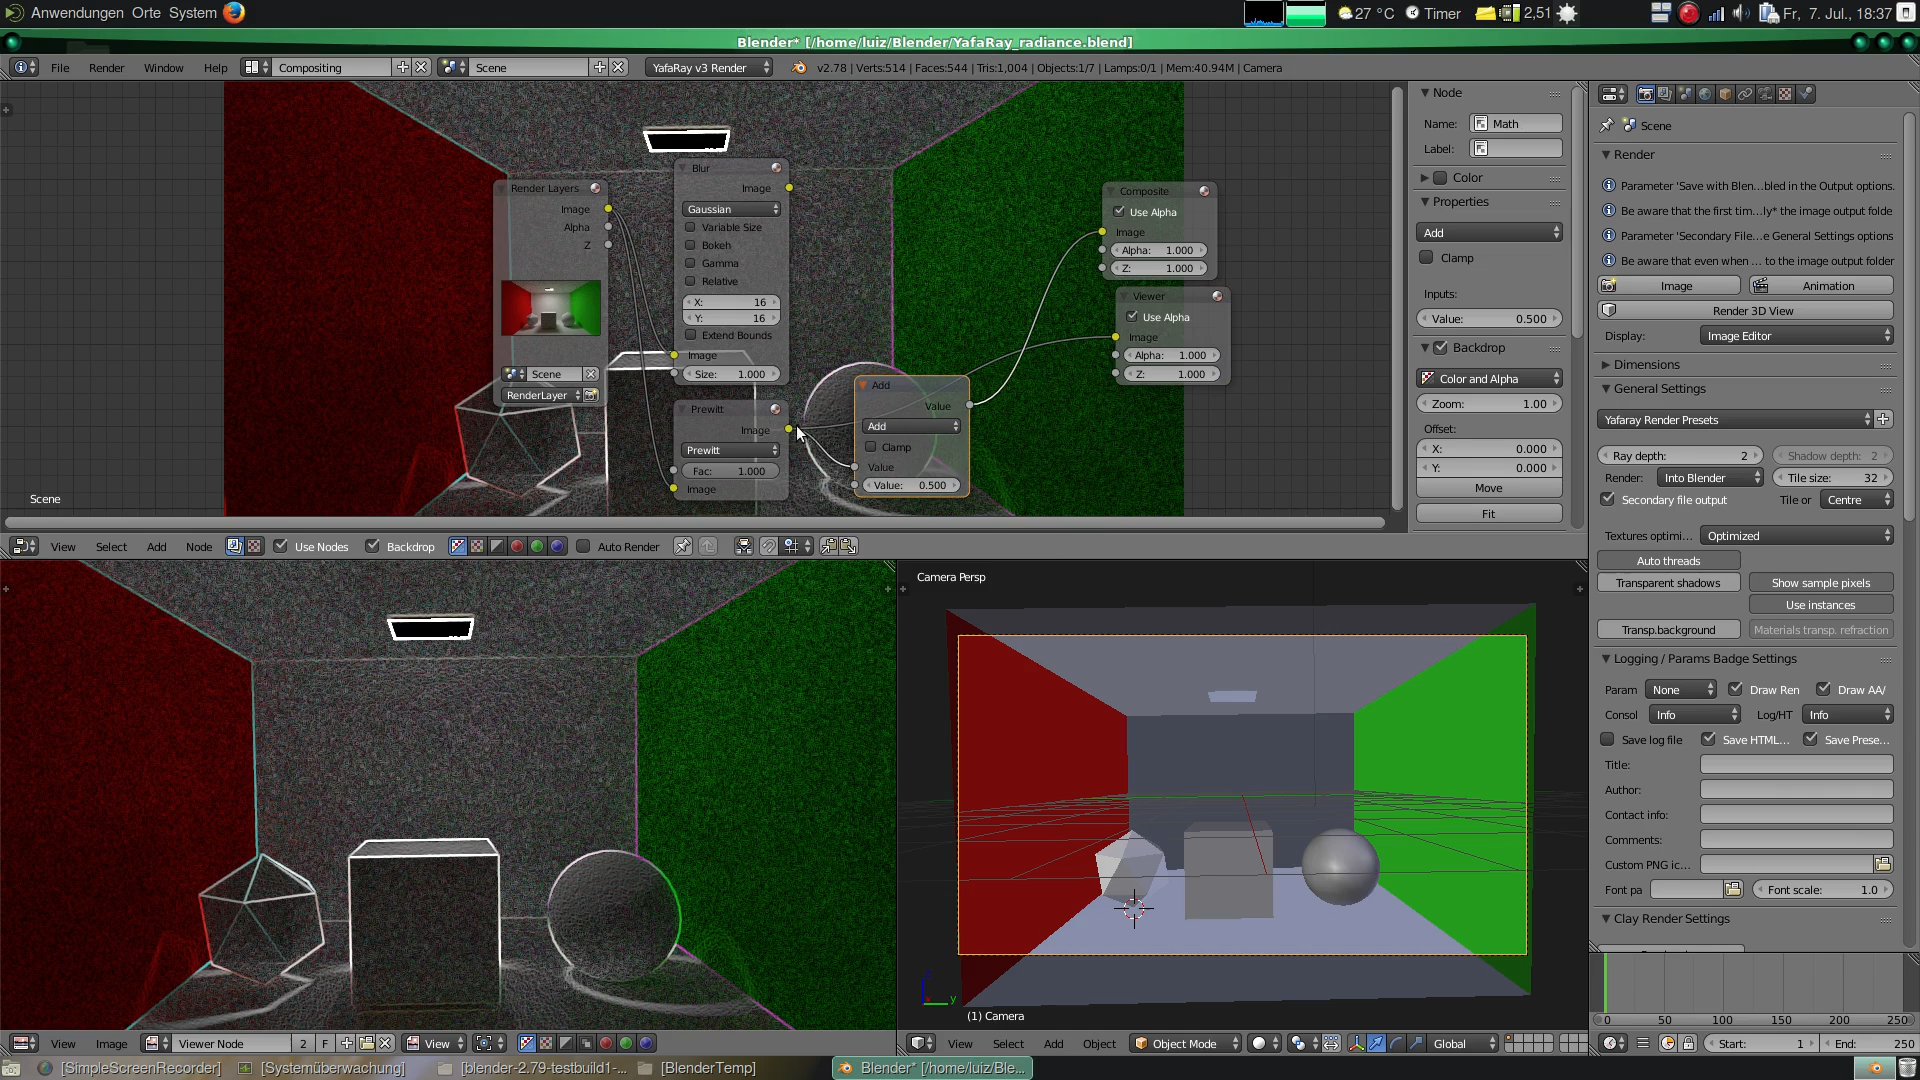 Anwendungen Orte System
27 °C Timer 2,51 Fr, 7. Jul., 18:37
Blender* [/home/luiz/Blender/YafaRay_radiance.blend]
File Render Window Help Compositing Scene YafaRay v3 Render v2.78 | Verts:514 | Faces:544 | Tris:1,004 | Objects:1/7 | Lamps:0/1 | Mem:40.94M | Camera
Render Layers
Image
Alpha
Z
Scene
RenderLayer
Blur
Image
Gaussian
Variable Size
Bokeh
Gamma
Relative
X: 16
Y: 16
Extend Bounds
Image
Size: 1.000
Prewitt
Image
Prewitt
Fac: 1.000
Image
Add
Value
Add
Clamp
Value
Value: 0.500
Composite
Use Alpha
Image
Alpha: 1.000
Z: 1.000
Viewer
Use Alpha
Image
Alpha: 1.000
Z: 1.000
Scene
Node
Name: Math
Label:
Color
Properties
Add
Clamp
Inputs:
Value: 0.500
Backdrop
Color and Alpha
Zoom: 1.00
Offset:
X: 0.000
Y: 0.000
Move
Fit
View Select Add Node Use Nodes Backdrop Auto Render
Scene
Render
Parameter 'Save with Blen...bled in the Output options.
Be aware that the first tim...ly* the image output folde
Parameter 'Secondary File...e General Settings options
Be aware that even when ... to the image output folder
Image Animation
Render 3D View
Display: Image Editor
Dimensions
General Settings
Yafaray Render Presets
Ray depth: 2 Shadow depth: 2
Render: Into Blender Tile size: 32
Secondary file output Tile or Centre
Textures optimi... Optimized
Auto threads
Transparent shadows Show sample pixels
Use instances
Transp.background Materials transp. refraction
Logging / Params Badge Settings
Param None Draw Ren Draw AA/
Consol Info Log/HT Info
Save log file Save HTML... Save Prese...
Title:
Author:
Contact info:
Comments:
Custom PNG ic...
Font pa Font scale: 1.0
Clay Render Settings
Camera Persp
(1) Camera
y
View Image Viewer Node 2 F View
View Select Add Object Object Mode Global
0 50 100 150 200 250
Start: 1 End: 250
[SimpleScreenRecorder] [Systemüberwachung] [blender-2.79-testbuild1-... [BlenderTemp] Blender* [/home/luiz/Ble...